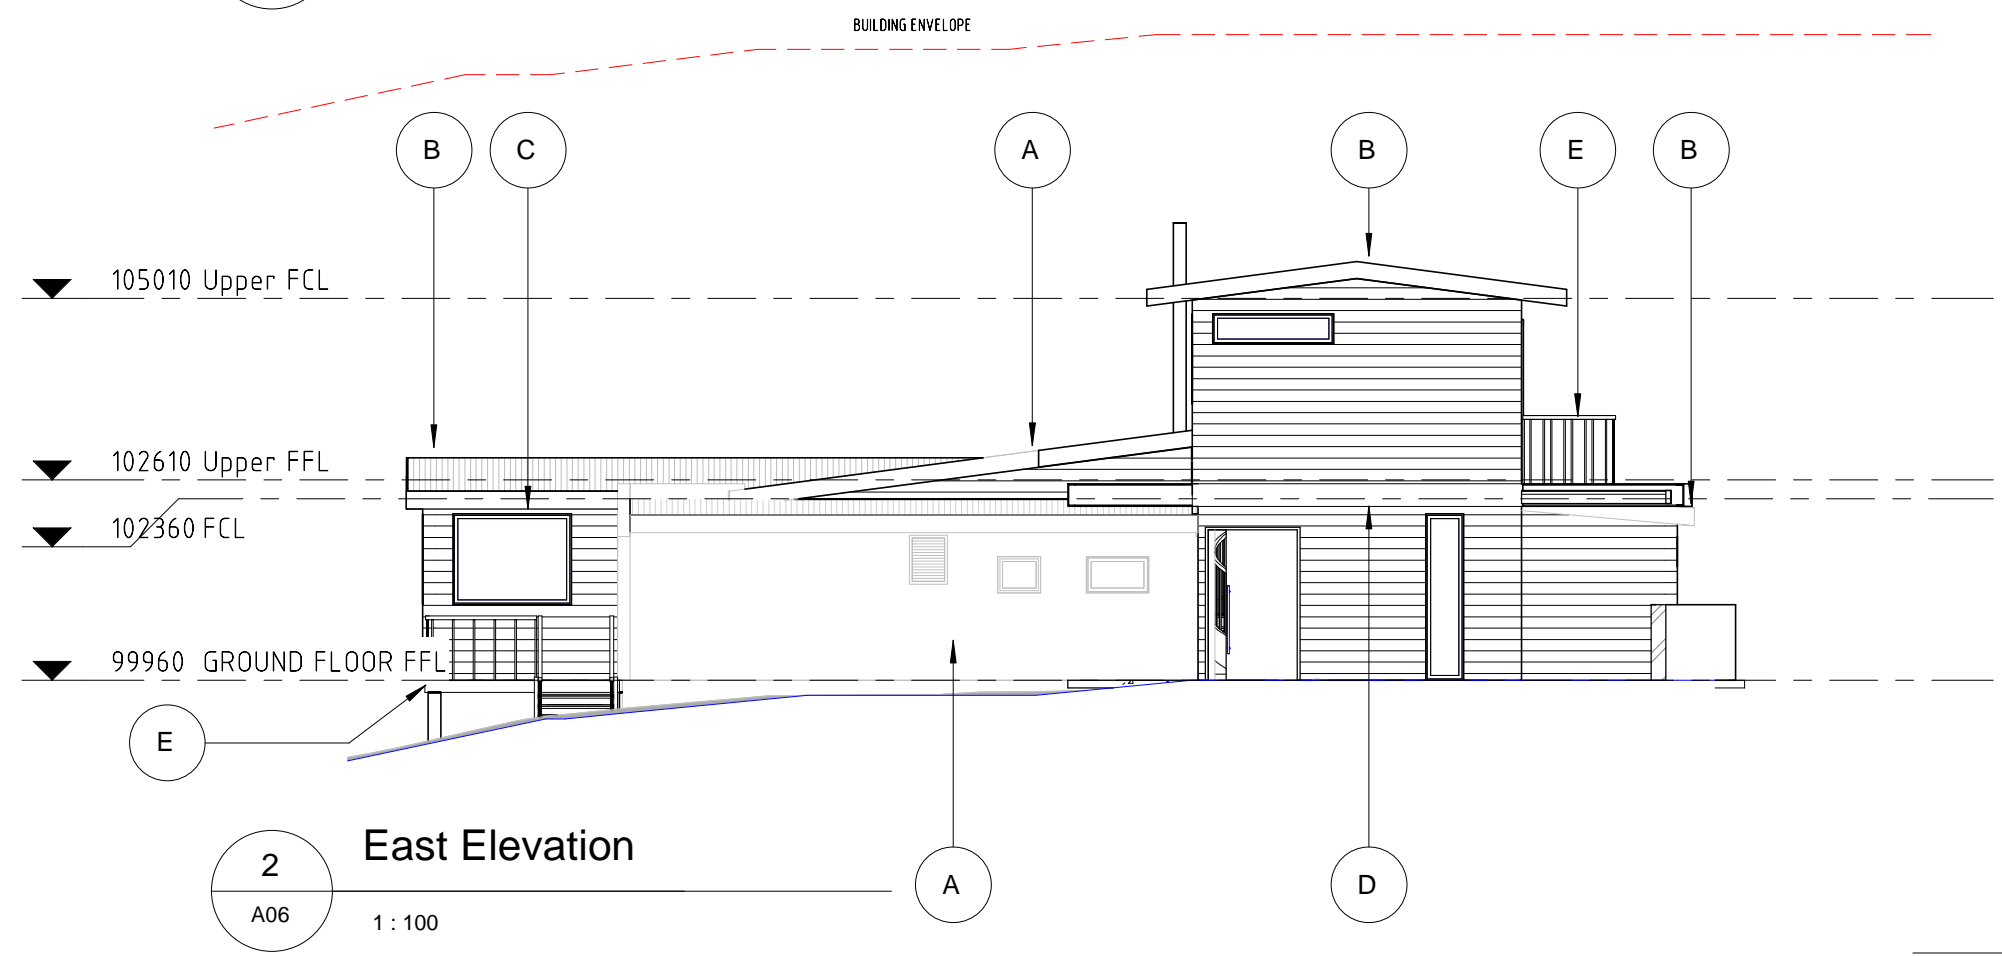 BUILDING ENVELOPE
B C A B E B
105010 Upper FCL
102610 Upper FFL
102360 FCL
99960 GROUND FLOOR FFL
E
2 East Elevation
A06 1 : 100
A D